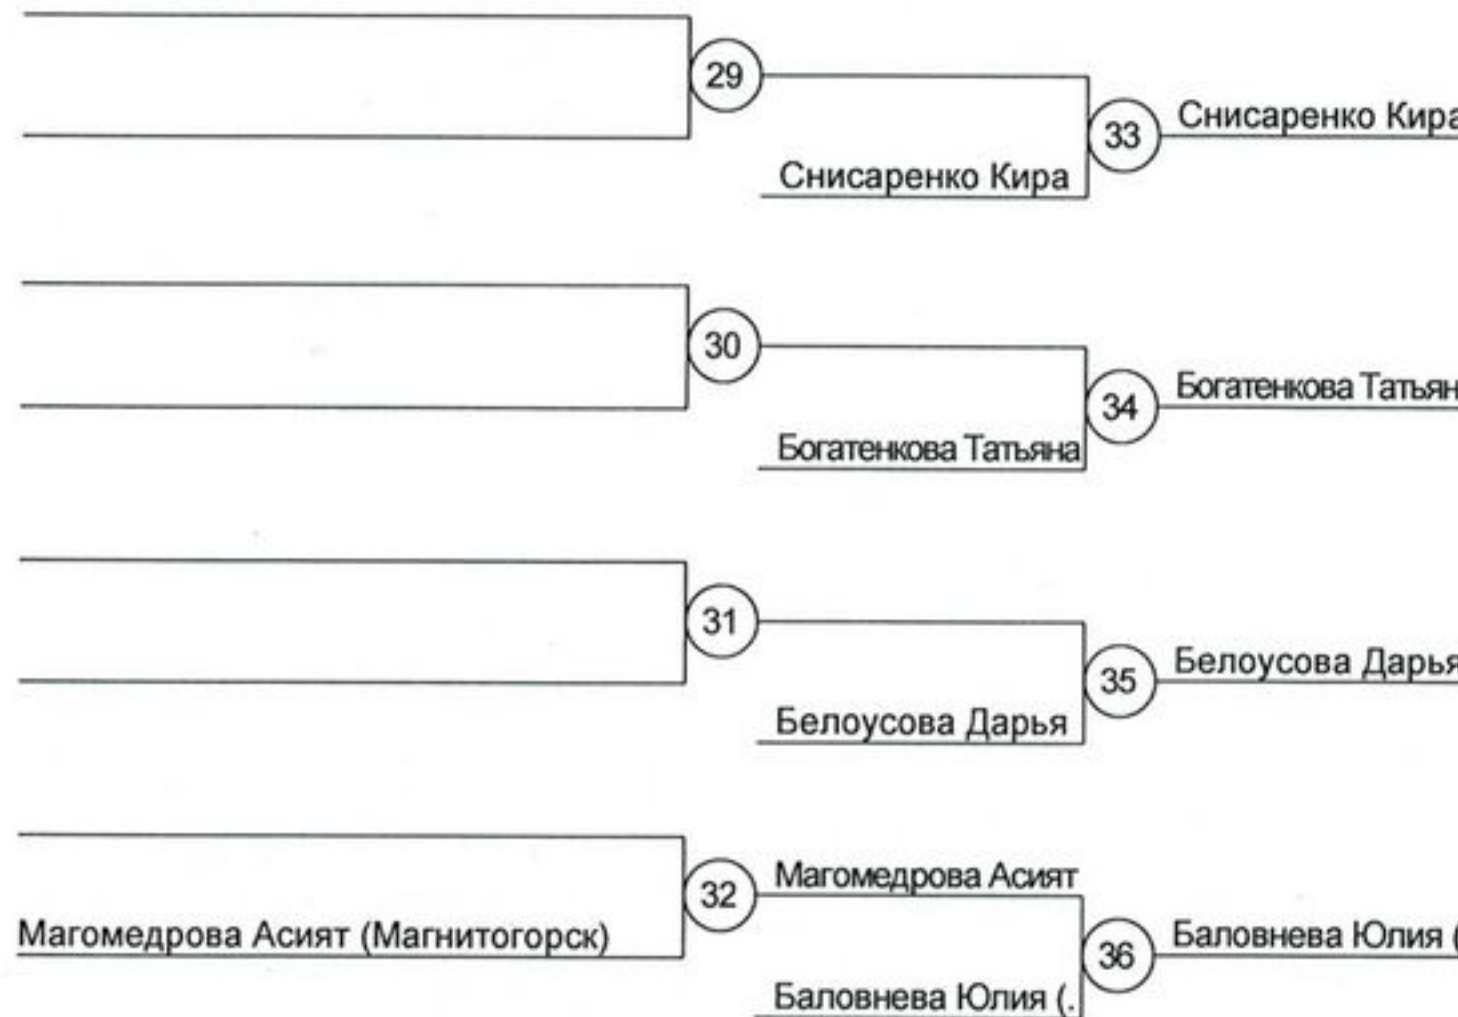 29
Снисаренко Кира
33
Снисаренко Кира
30
Богатенкова Татьяна
34
Богатенкова Татьян
31
Белоусова Дарья
35
Белоусова Дарья
Магомедрова Асият (Магнитогорск)
32
Магомедрова Асият
Баловнева Юлия (.
36
Баловнева Юлия (